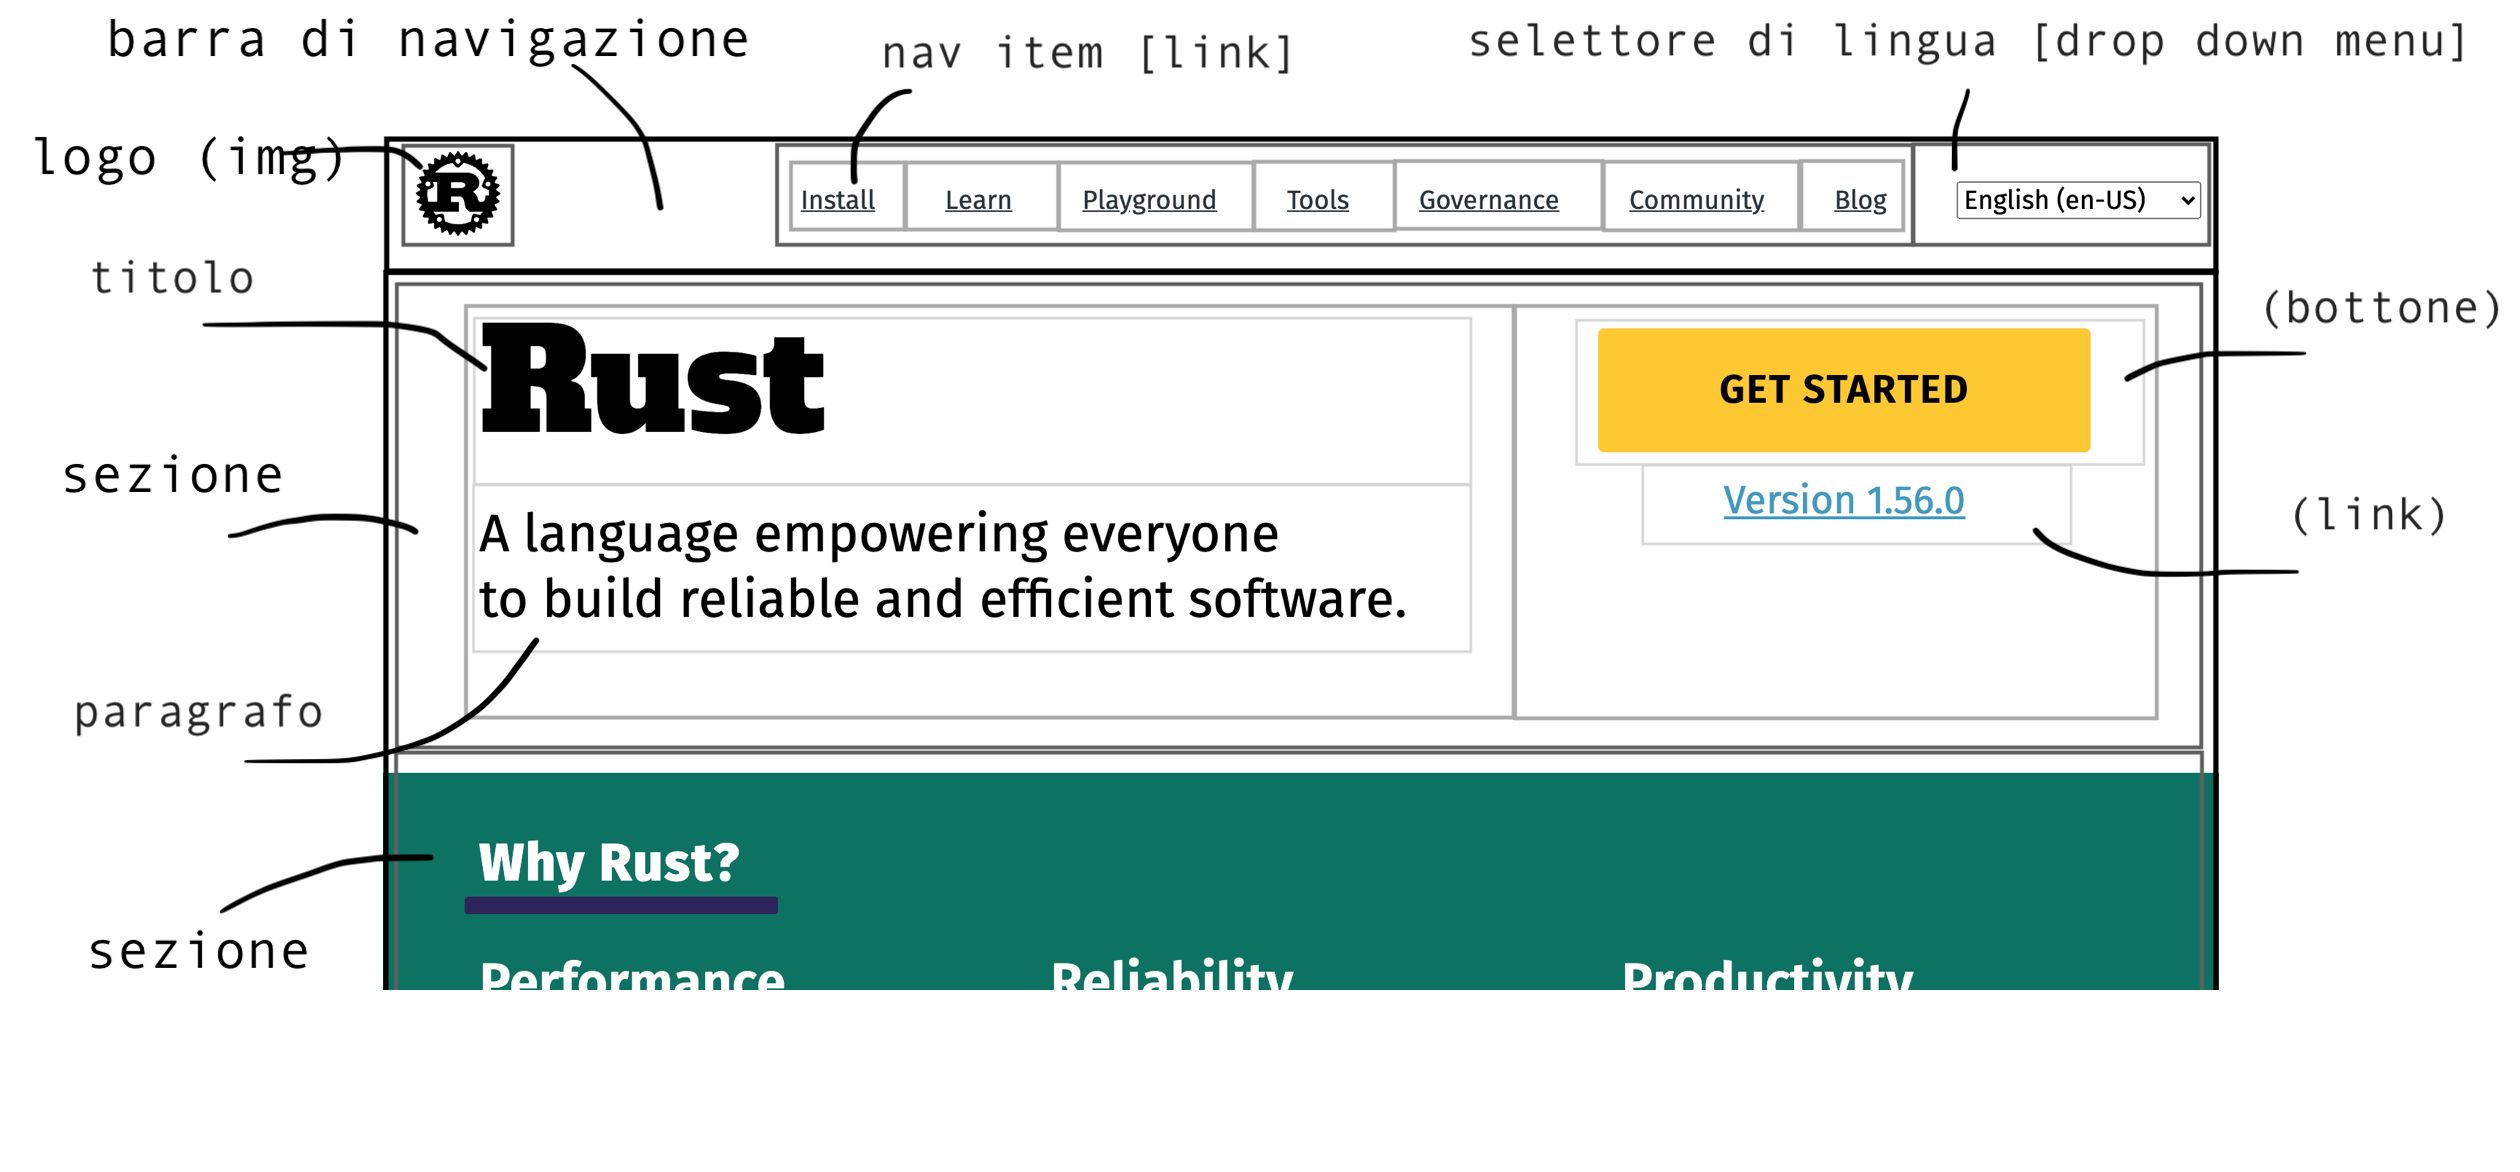 barra di navigazione
nav item [link]
selettore di lingua [drop down menu]
logo (img)
R
Install
Learn
Playground
Tools
Governance
Community
Blog
English (en-US)
titolo
(bottone)
Rust
GET STARTED
sezione
Version 1.56.0
(link)
A language empowering everyone
to build reliable and efficient software.
paragrafo
Why Rust?
sezione
Performance
Reliability
Productivity